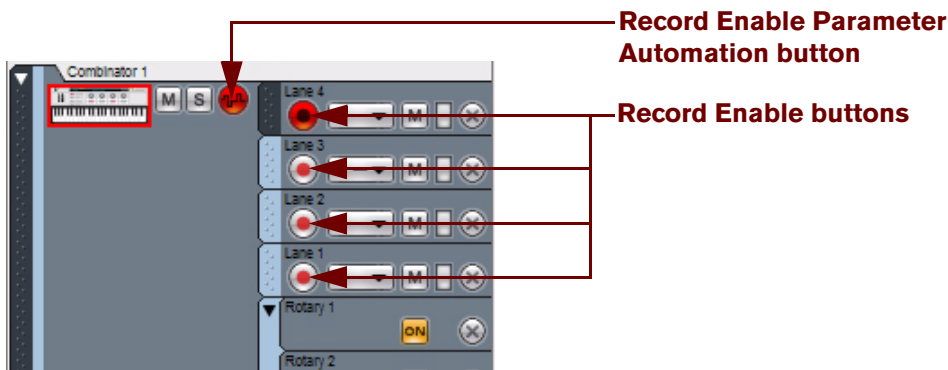 Record Enable Parameter
Automation button
Combinator 1
M S
Lane 4
M
Record Enable buttons
Lane 3
M
Lane 2
M
Lane 1
M
Rotary 1
ON
Rotary 2